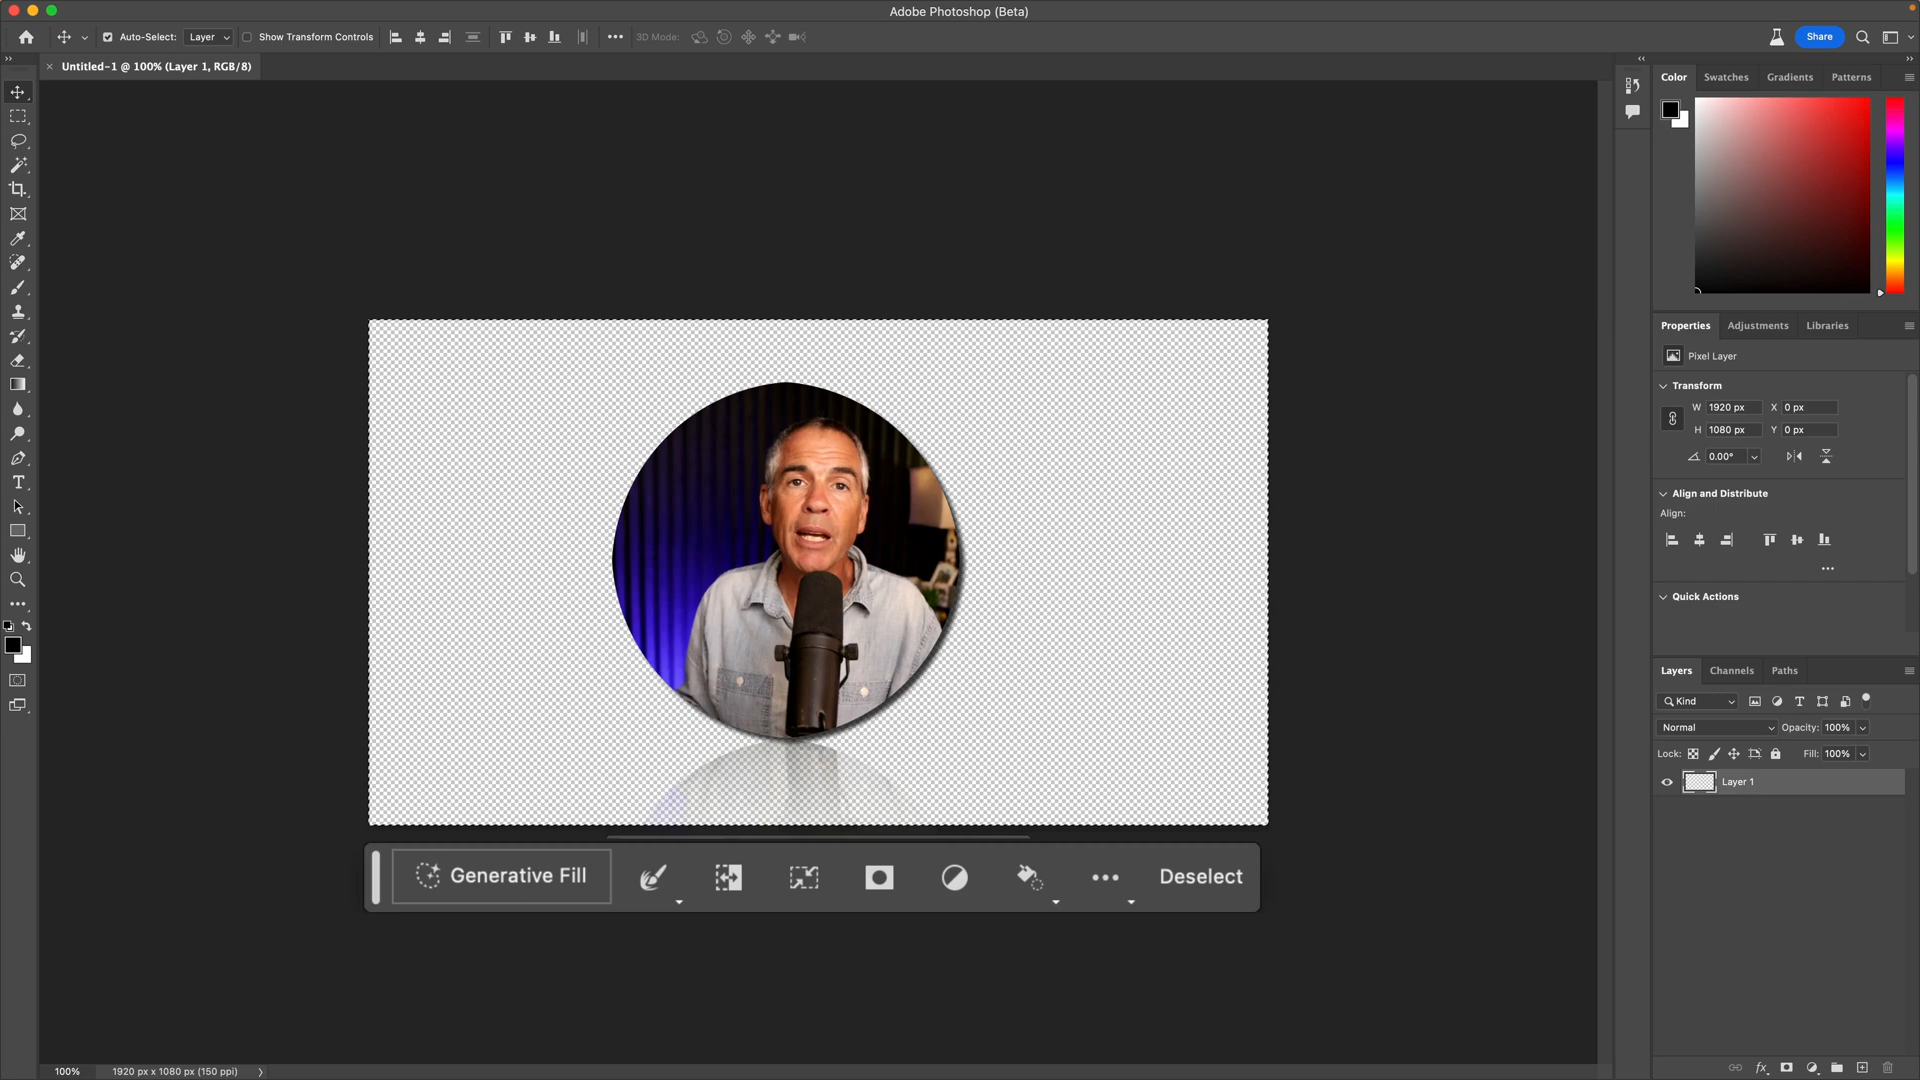 Adobe Photoshop (Beta)
Auto-Select: Layer Show Transform Controls 3D Mode: Share
Untitled-1 @ 100% (Layer 1, RGB/8)
Color Swatches Gradients Patterns
Properties Adjustments Libraries
Pixel Layer
Transform
W 1920 px X 0 px
H 1080 px Y 0 px
0.00°
Align and Distribute
Align:
Quick Actions
Layers Channels Paths
Kind
Normal Opacity: 100%
Lock: Fill: 100%
Layer 1
Generative Fill Deselect
100% 1920 px x 1080 px (150 ppi)